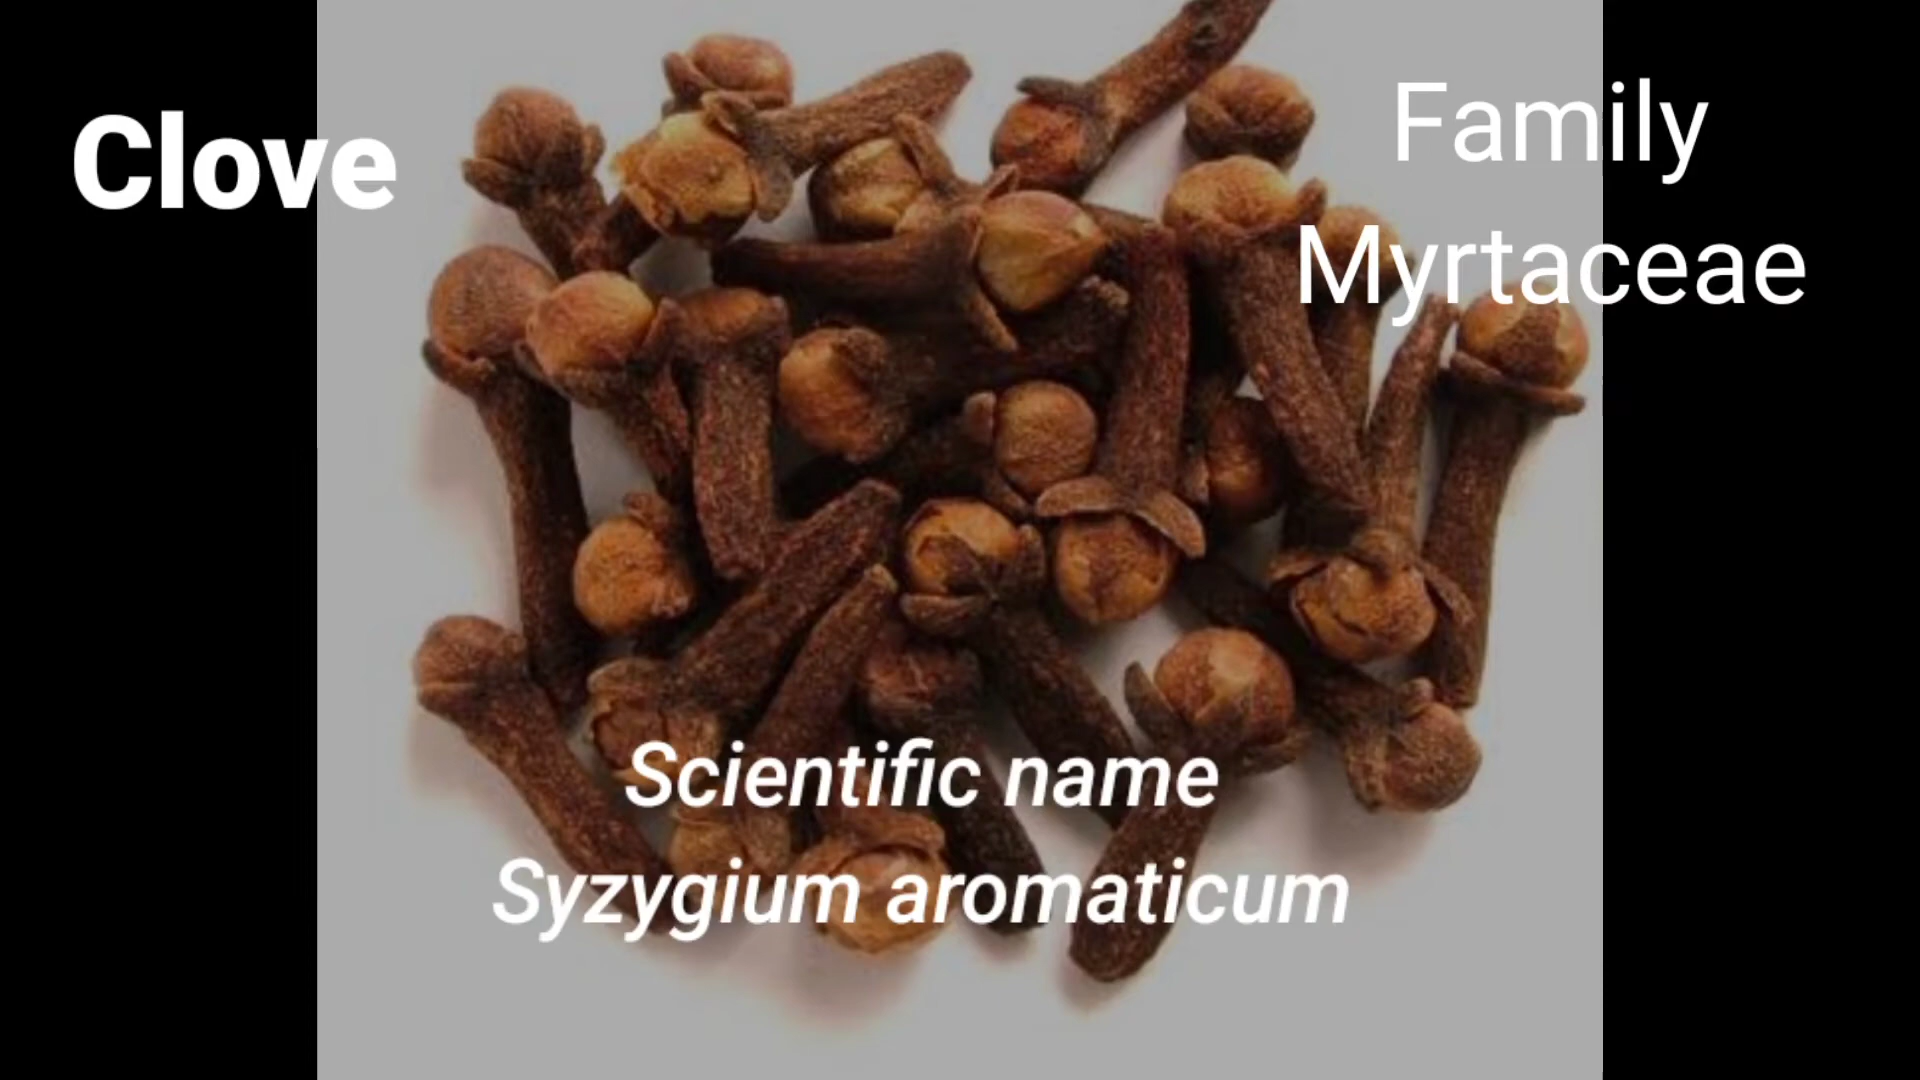 Clove
Family
Myrtaceae
Scientific name
Syzygium aromaticum